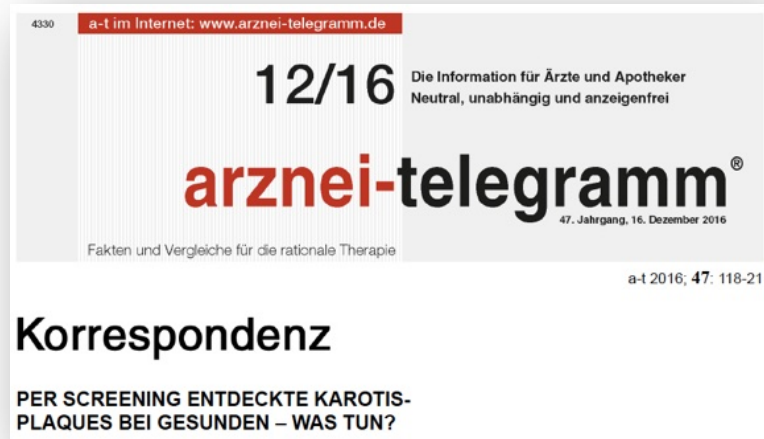 4330
a-t im Internet: www.arznei-telegramm.de
12/16
Die Information für Ärzte und Apotheker
Neutral, unabhängig und anzeigenfrei
arznei-telegramm®
47. Jahrgang, 16. Dezember 2016
Fakten und Vergleiche für die rationale Therapie
a-t 2016; 47: 118-21
Korrespondenz
PER SCREENING ENTDECKTE KAROTIS-
PLAQUES BEI GESUNDEN – WAS TUN?